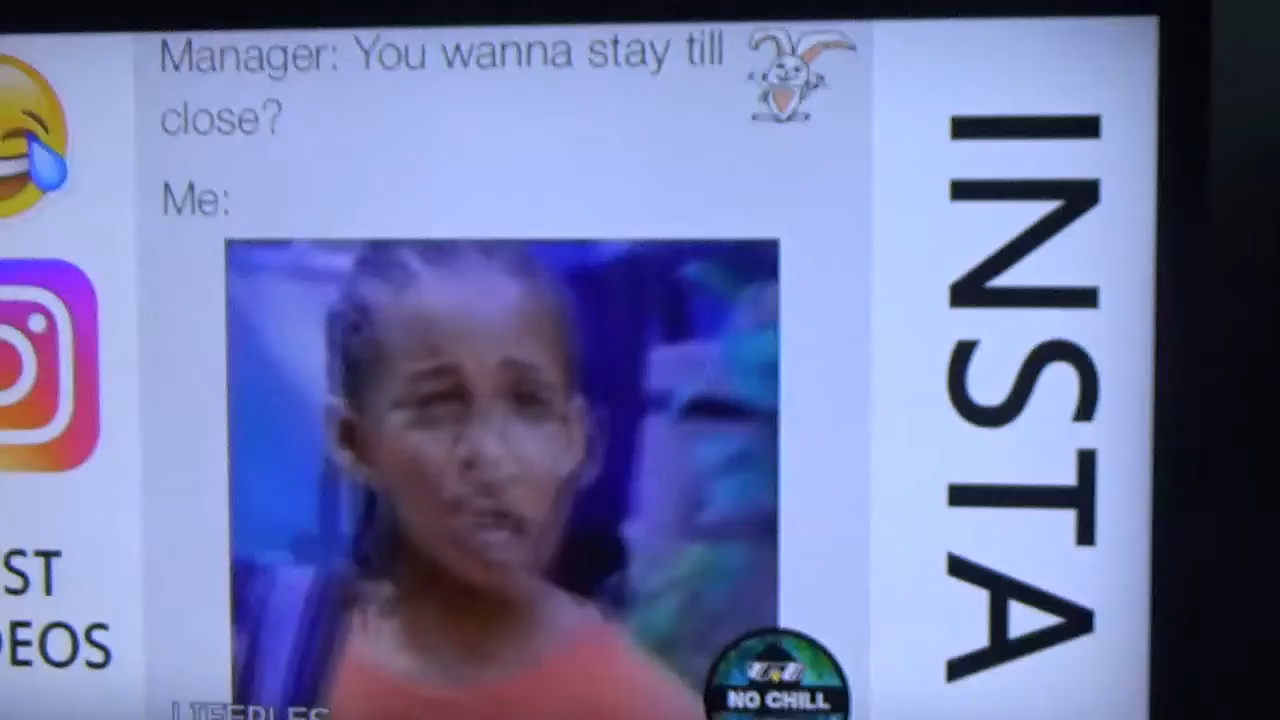 Manager: You wanna stay till
close?
Me:
ST
DEOS
INSTA
NO CHILL